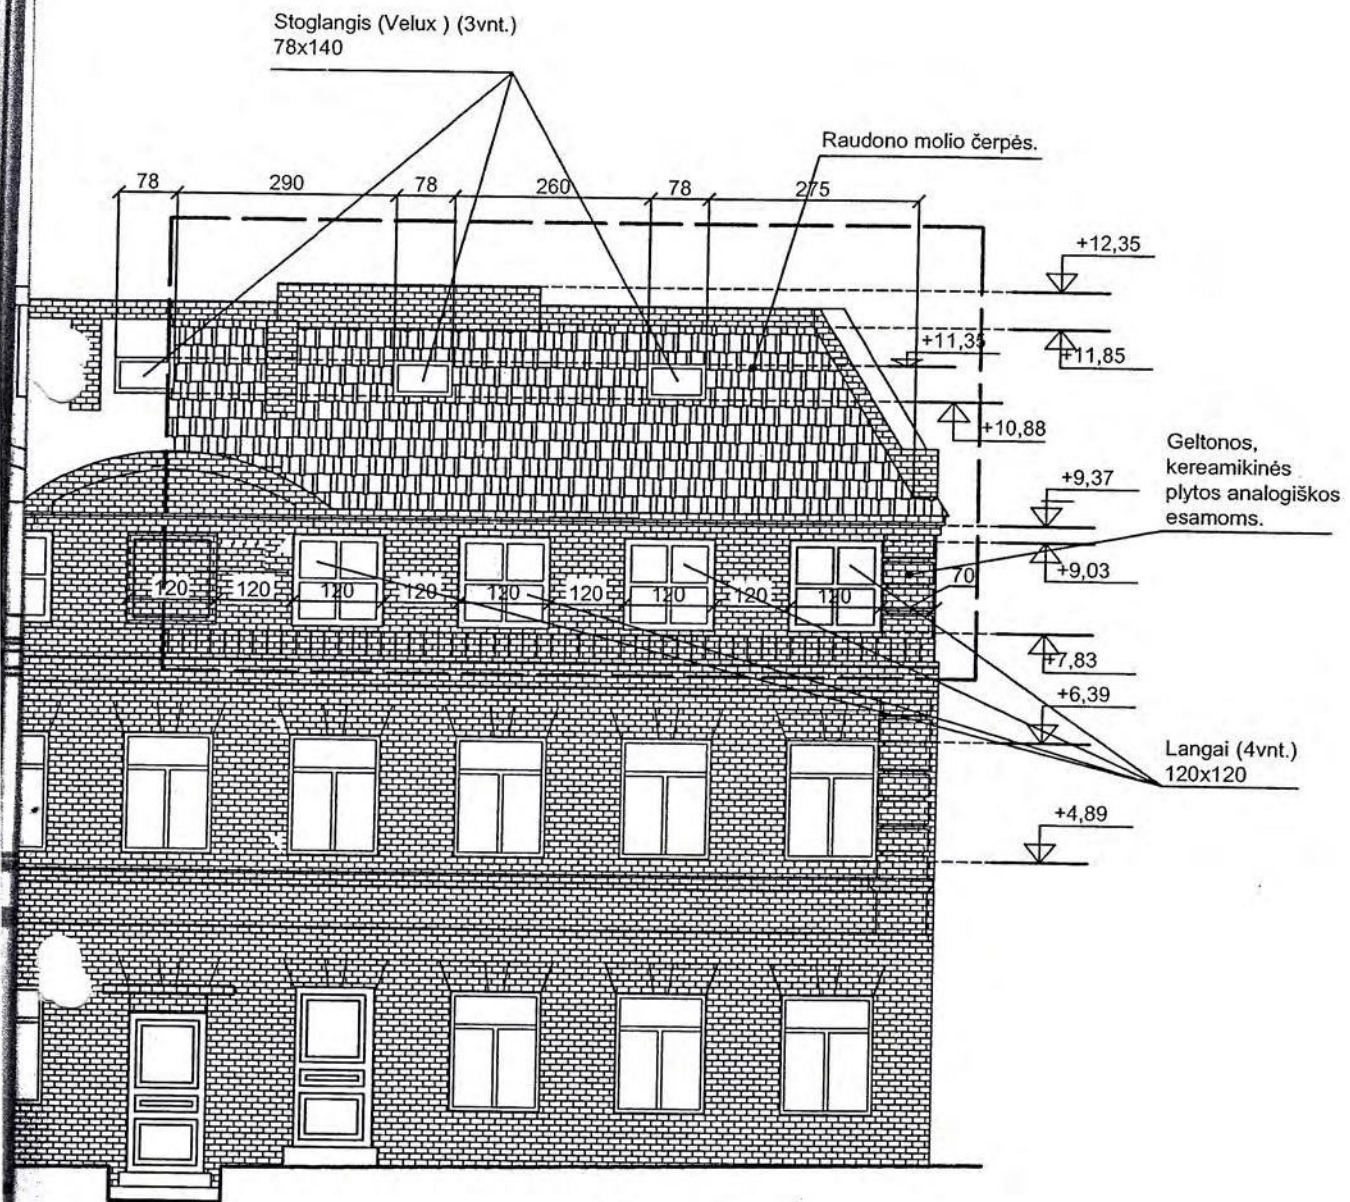 Stoglangis (Velux ) (3vnt.)
78x140
Raudono molio čerpės.
78 290 78 260 78 275
+12,35
+11,35
+11,85
+10,88
Geltonos,
kereamikinės
plytos analogiškos
esamoms.
+9,37
+9,03
120 120 120 120 120 120 120 120 120 70
+7,83
+6,39
Langai (4vnt.)
120x120
+4,89